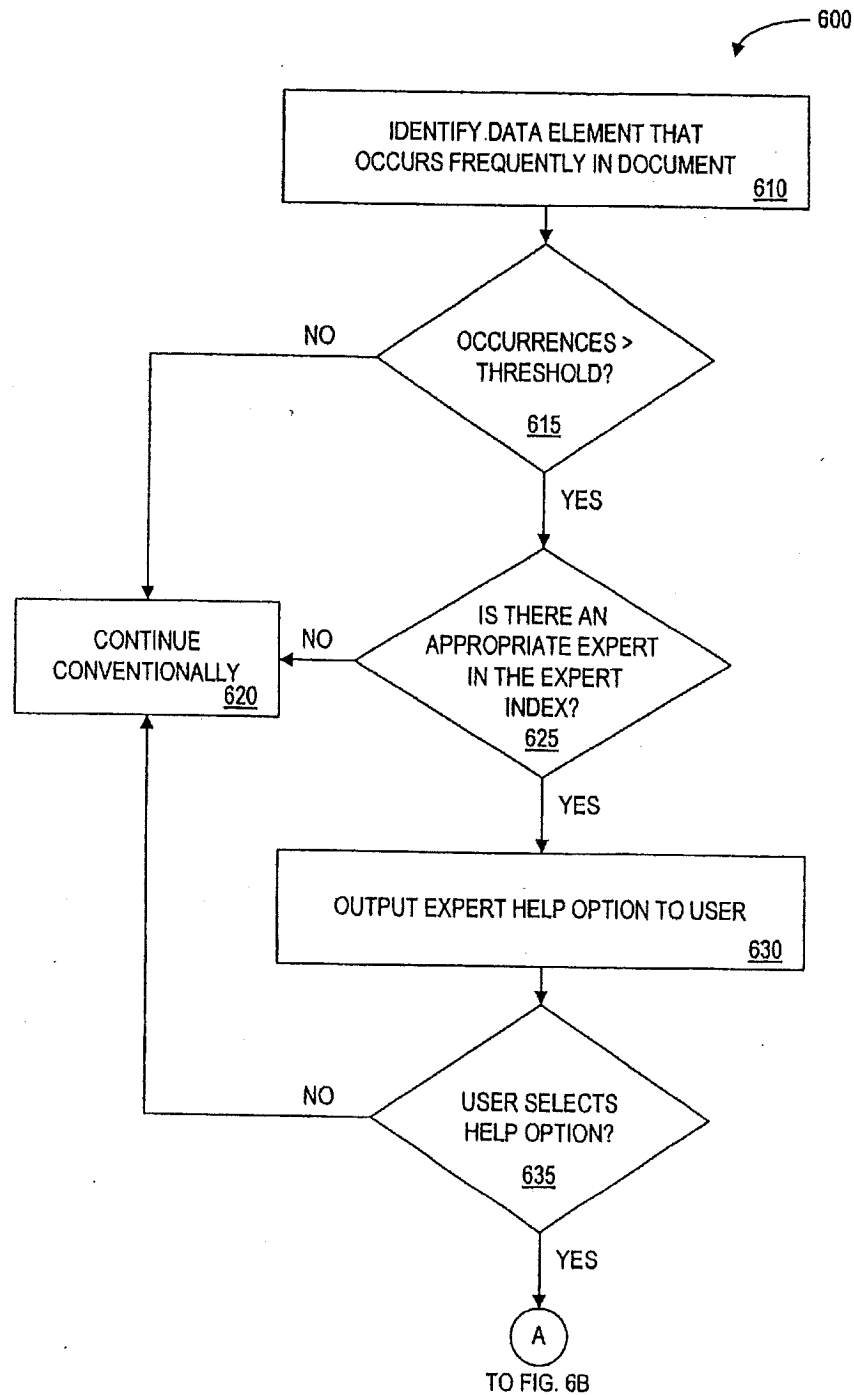 600
IDENTIFY DATA ELEMENT THAT
OCCURS FREQUENTLY IN DOCUMENT
610
NO
OCCURRENCES >
THRESHOLD?
615
YES
CONTINUE
CONVENTIONALLY
620
NO
IS THERE AN
APPROPRIATE EXPERT
IN THE EXPERT
INDEX?
625
YES
OUTPUT EXPERT HELP OPTION TO USER
630
NO
USER SELECTS
HELP OPTION?
635
YES
A
TO FIG. 6B